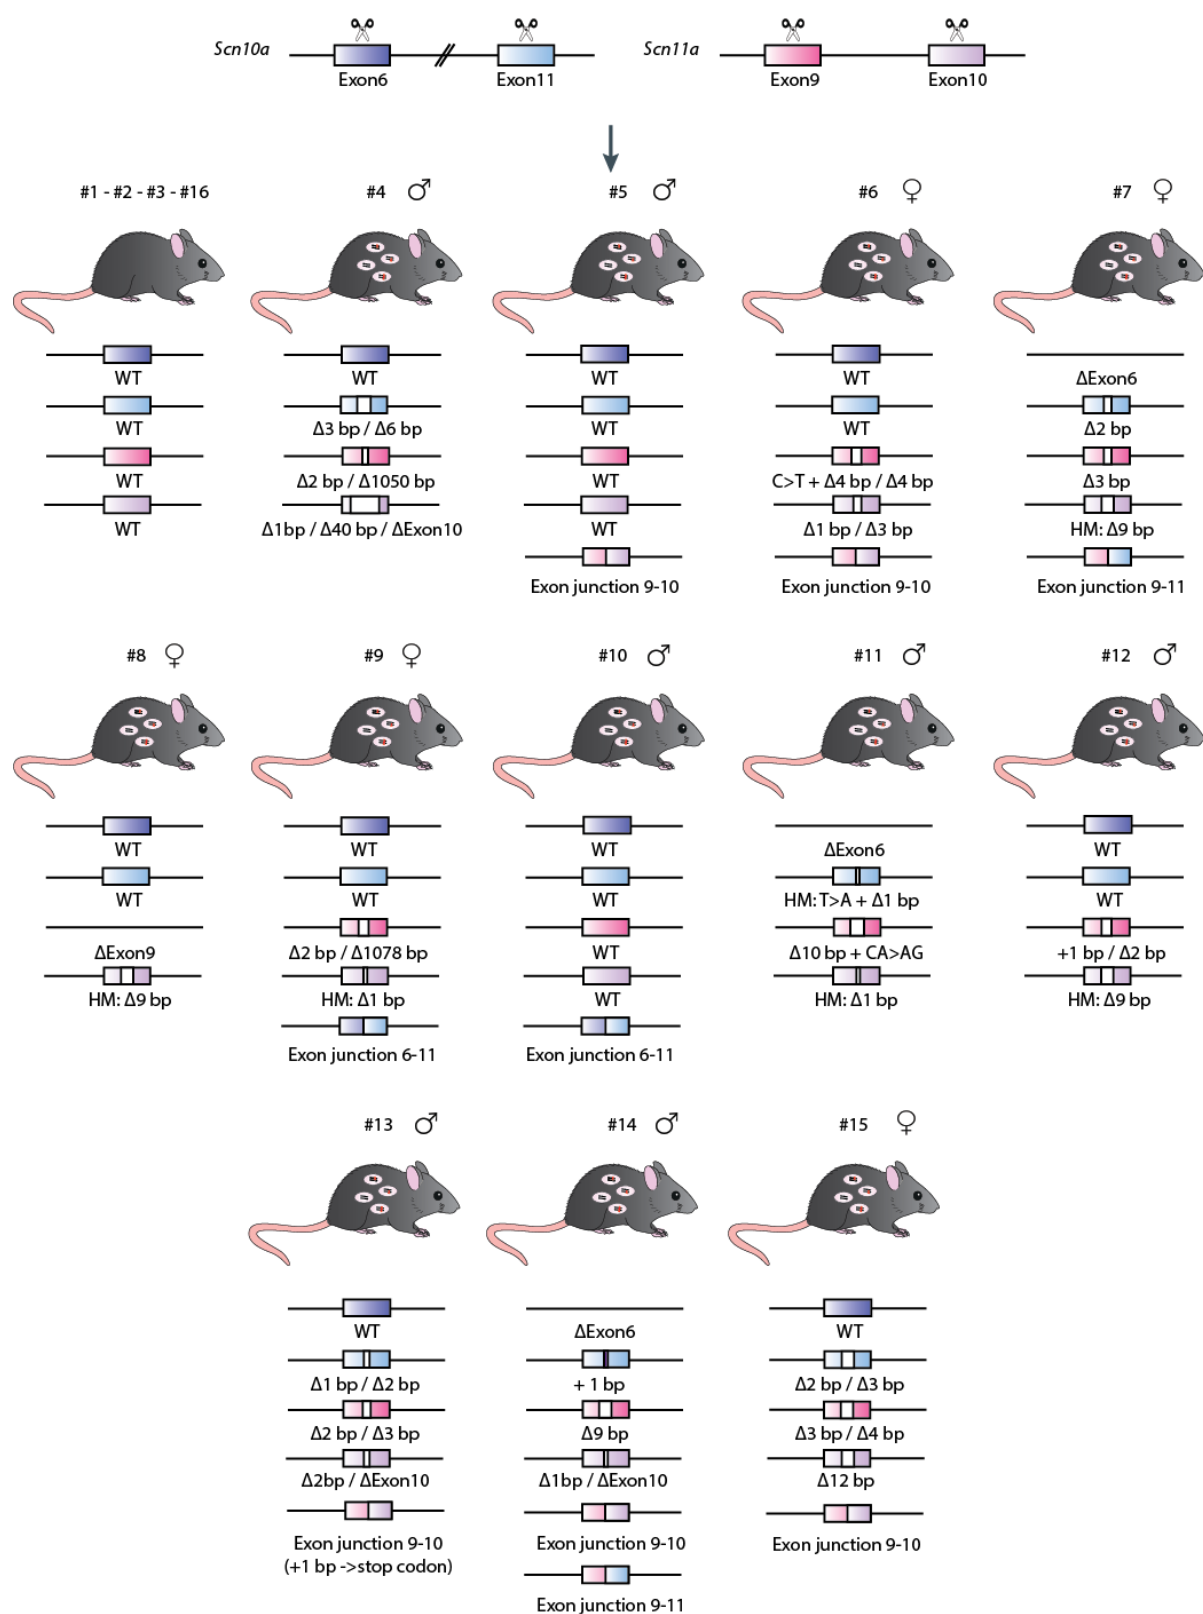 Scn10a
Scn11a
Exon6
Exon11
Exon9
Exon10
#1 - #2 - #3 - #16
#4 ♂
#5 ♂
#6 ♀
#7 ♀
WT
WT
WT
WT
WT
Δ3 bp / Δ6 bp
Δ2 bp / Δ1050 bp
Δ1bp / Δ40 bp / ΔExon10
WT
WT
WT
WT
Exon junction 9-10
WT
WT
C>T + Δ4 bp / Δ4 bp
Δ1 bp / Δ3 bp
Exon junction 9-10
ΔExon6
Δ2 bp
Δ3 bp
HM: Δ9 bp
Exon junction 9-11
#8 ♀
#9 ♀
#10 ♂
#11 ♂
#12 ♂
WT
WT
ΔExon9
HM: Δ9 bp
WT
WT
Δ2 bp / Δ1078 bp
HM: Δ1 bp
Exon junction 6-11
WT
WT
WT
WT
Exon junction 6-11
ΔExon6
HM: T>A + Δ1 bp
Δ10 bp + CA>AG
HM: Δ1 bp
WT
WT
+1 bp / Δ2 bp
HM: Δ9 bp
#13 ♂
#14 ♂
#15 ♀
WT
Δ1 bp / Δ2 bp
Δ2 bp / Δ3 bp
Δ2bp / ΔExon10
Exon junction 9-10
(+1 bp ->stop codon)
ΔExon6
+ 1 bp
Δ9 bp
Δ1bp / ΔExon10
Exon junction 9-10
Exon junction 9-11
WT
Δ2 bp / Δ3 bp
Δ3 bp / Δ4 bp
Δ12 bp
Exon junction 9-10